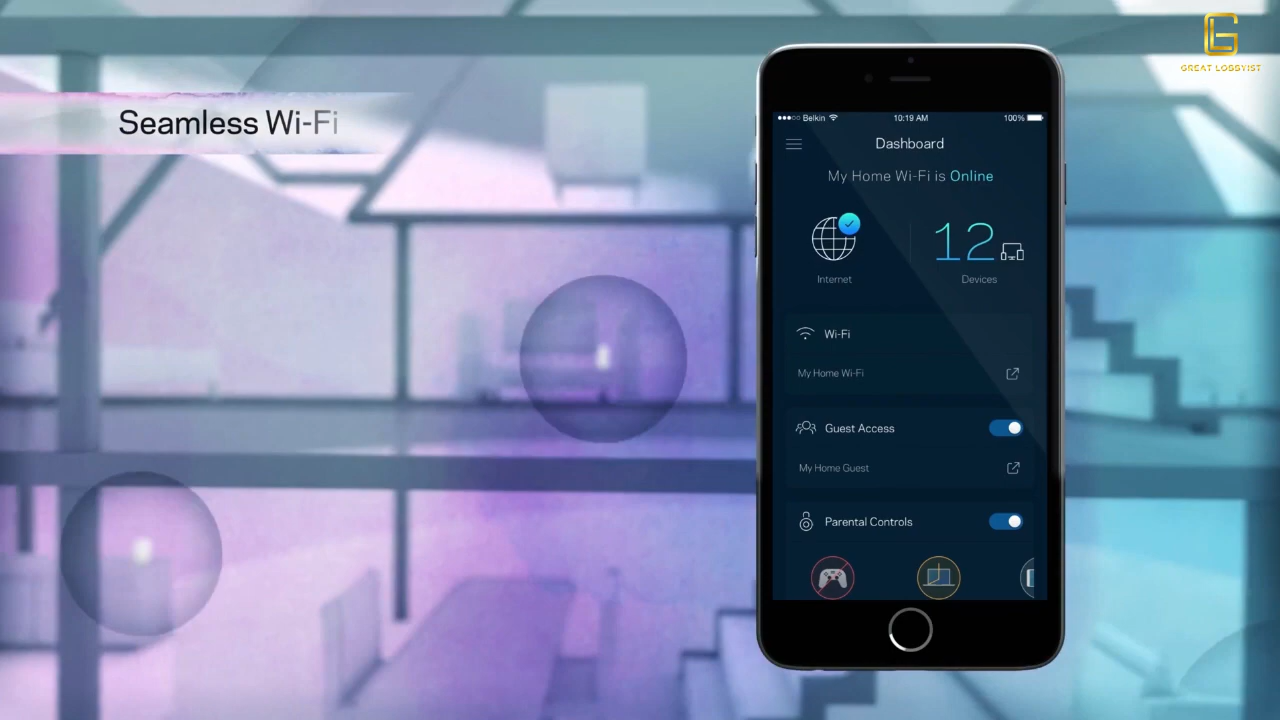 GREAT LOBBYIST
Seamless Wi-Fi
Belkin
10:19 AM
100%
Dashboard
My Home Wi-Fi is Online
12
Internet
Devices
Wi-Fi
My Home Wi-Fi
Guest Access
My Home Guest
Parental Controls